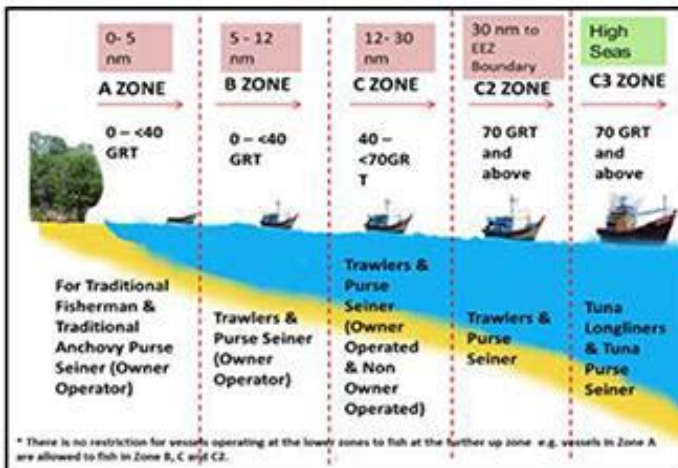 0- 5
nm
A ZONE
0 – <40
GRT
For Traditional
Fisherman &
Traditional
Anchovy Purse
Seiner (Owner
Operator)
5 - 12
nm
B ZONE
0 – <40
GRT
Trawlers &
Purse Seiner
(Owner
Operator)
12- 30
nm
C ZONE
40 –
<70GR
T
Trawlers &
Purse
Seiner
(Owner
Operated
& Non
Owner
Operated)
30 nm to
EEZ
Boundary
C2 ZONE
70 GRT
and
above
Trawlers &
Purse
Seiner
High
Seas
C3 ZONE
70 GRT
and
above
Tuna
Longliners
& Tuna
Purse
Seiner
* There is no restriction for vessels operating at the lower zones to fish at the further up zone e.g. vessels in Zone A
are allowed to fish in Zone B, C and C2.